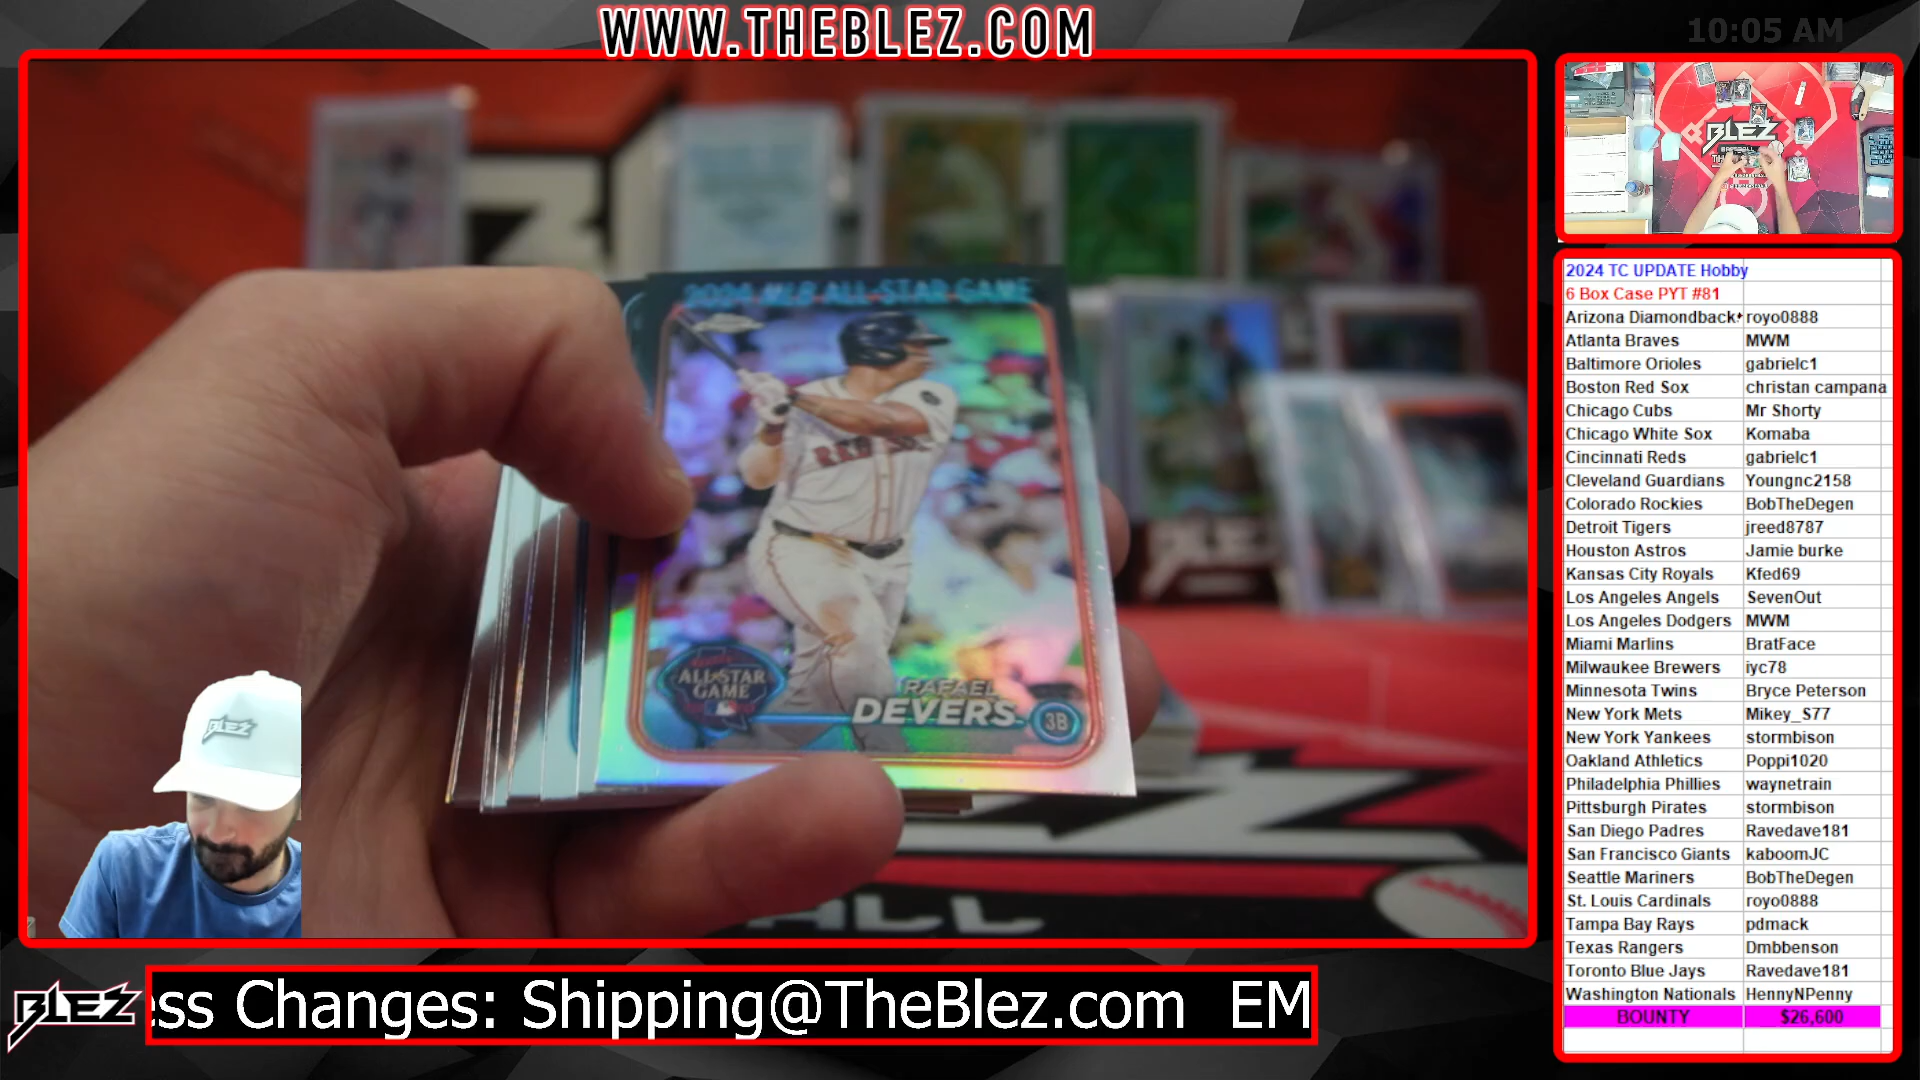 WWW.THEBLEZ.COM
10:05 AM
2024 MLB ALL-STAR GAME
RED SOX
ALL-STAR
GAME
RAFAEL
DEVERS
3B
BLEZ
BLEZ
2024 TC UPDATE Hobby
6 Box Case PYT #81
Arizona Diamondback royo0888
Atlanta Braves MWM
Baltimore Orioles gabrielc1
Boston Red Sox christan campana
Chicago Cubs Mr Shorty
Chicago White Sox Komaba
Cincinnati Reds gabrielc1
Cleveland Guardians Youngnc2158
Colorado Rockies BobTheDegen
Detroit Tigers jreed8787
Houston Astros Jamie burke
Kansas City Royals Kfed69
Los Angeles Angels SevenOut
Los Angeles Dodgers MWM
Miami Marlins BratFace
Milwaukee Brewers iyc78
Minnesota Twins Bryce Peterson
New York Mets Mikey_S77
New York Yankees stormbison
Oakland Athletics Poppi1020
Philadelphia Phillies waynetrain
Pittsburgh Pirates stormbison
San Diego Padres Ravedave181
San Francisco Giants kaboomJC
Seattle Mariners BobTheDegen
St. Louis Cardinals royo0888
Tampa Bay Rays pdmack
Texas Rangers Dmbbenson
Toronto Blue Jays Ravedave181
Washington Nationals HennyNPenny
BOUNTY $26,600
BLEZ
ss Changes: Shipping@TheBlez.com EM